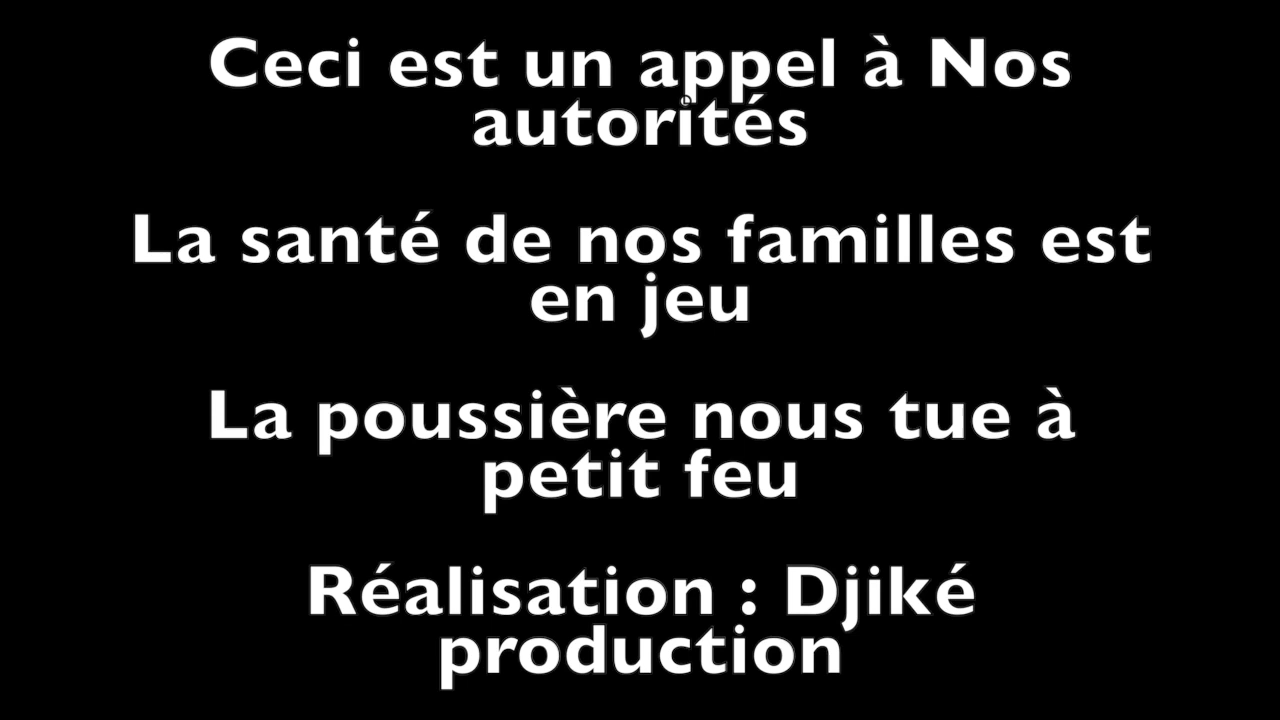 Ceci est un appel à Nos
autorités
La santé de nos familles est
en jeu
La poussière nous tue à
petit feu
Réalisation : Djiké
production